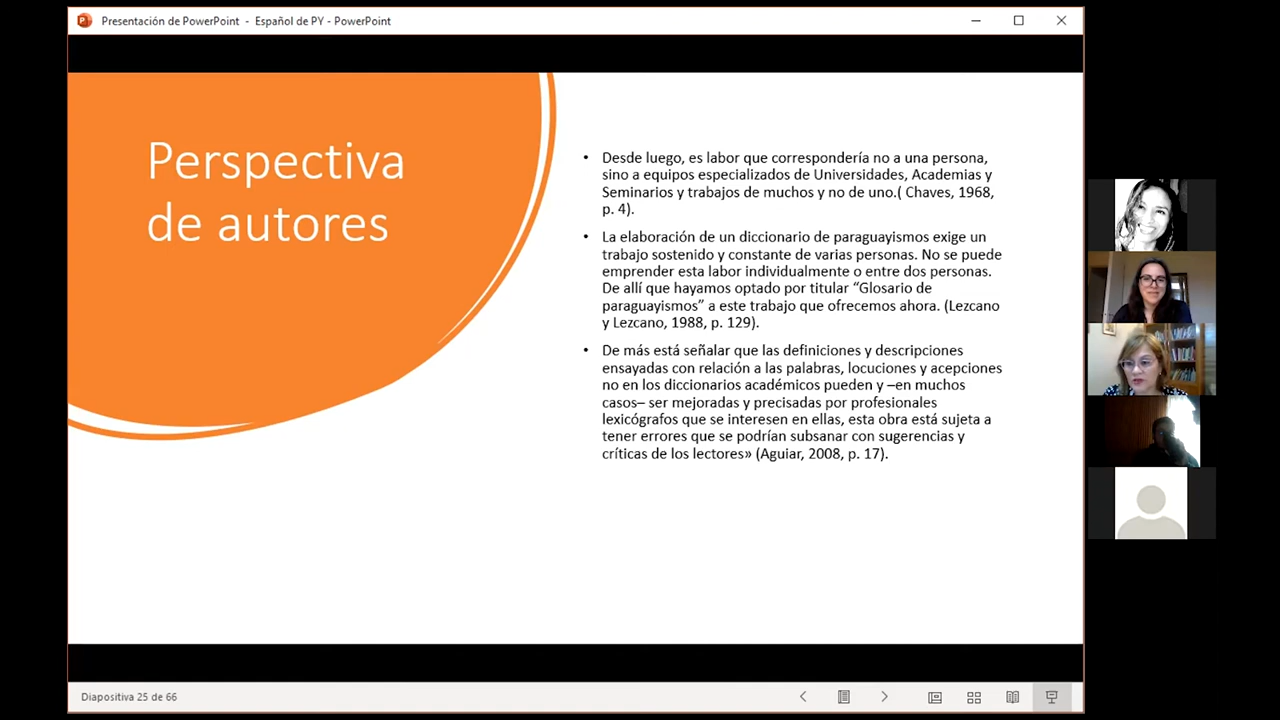 Presentación de PowerPoint - Español de PY - PowerPoint
Perspectiva
de autores
• Desde luego, es labor que correspondería no a una persona,
sino a equipos especializados de Universidades, Academias y
Seminarios y trabajos de muchos y no de uno.( Chaves, 1968,
p. 4).
• La elaboración de un diccionario de paraguayismos exige un
trabajo sostenido y constante de varias personas. No se puede
emprender esta labor individualmente o entre dos personas.
De allí que hayamos optado por titular “Glosario de
paraguayismos” a este trabajo que ofrecemos ahora. (Lezcano
y Lezcano, 1988, p. 129).
• De más está señalar que las definiciones y descripciones
ensayadas con relación a las palabras, locuciones y acepciones
no en los diccionarios académicos pueden y –en muchos
casos– ser mejoradas y precisadas por profesionales
lexicógrafos que se interesen en ellas, esta obra está sujeta a
tener errores que se podrían subsanar con sugerencias y
críticas de los lectores» (Aguiar, 2008, p. 17).
Diapositiva 25 de 66